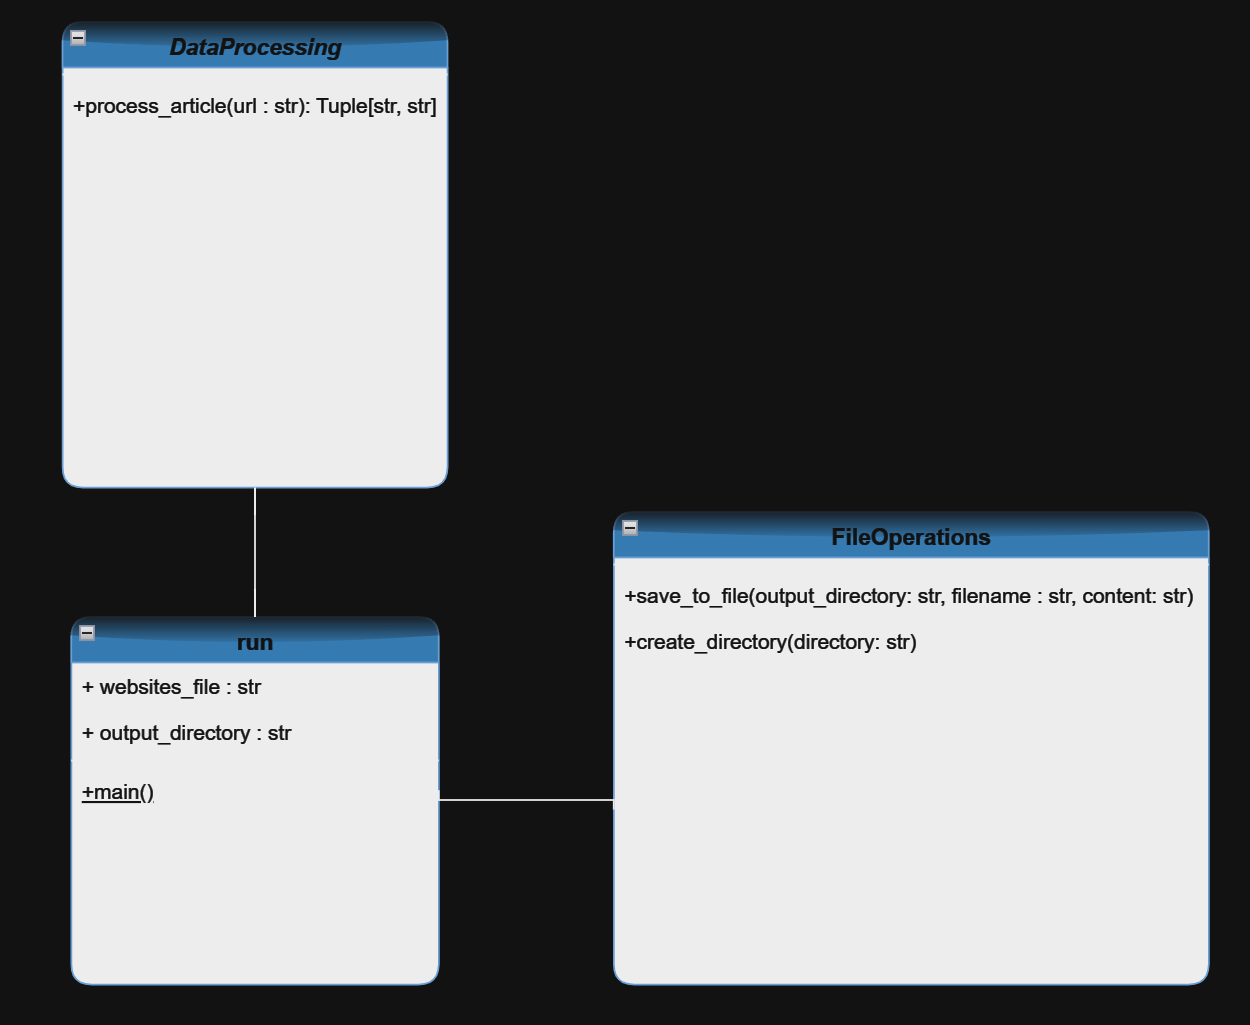 DataProcessing
+process_article(url : str): Tuple[str, str]
run
+ websites_file : str
+ output_directory : str
+main()
FileOperations
+save_to_file(output_directory: str, filename : str, content: str)
+create_directory(directory: str)